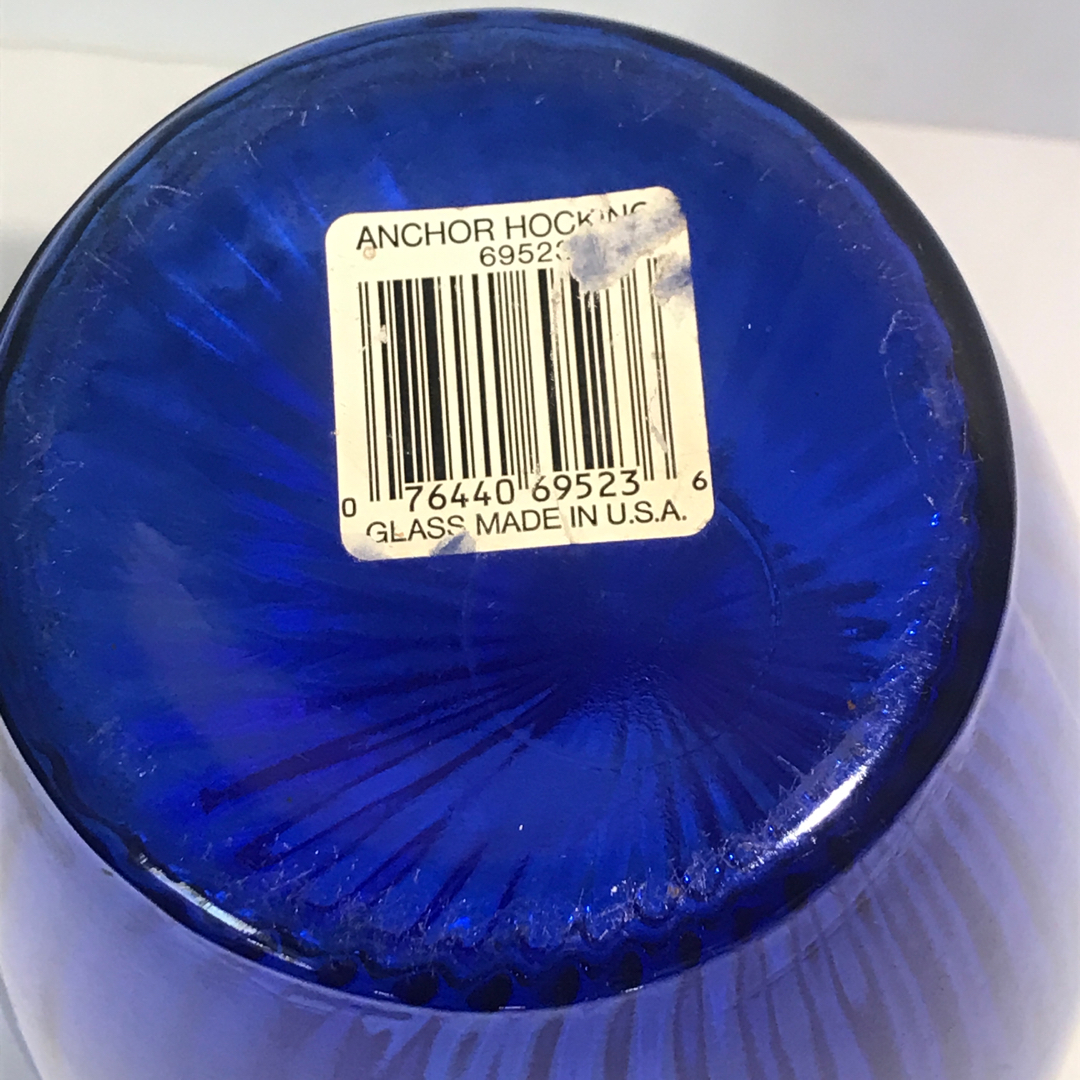 ANCHOR HOCKING
69523
0 76440 69523 6
GLASS MADE IN U.S.A.